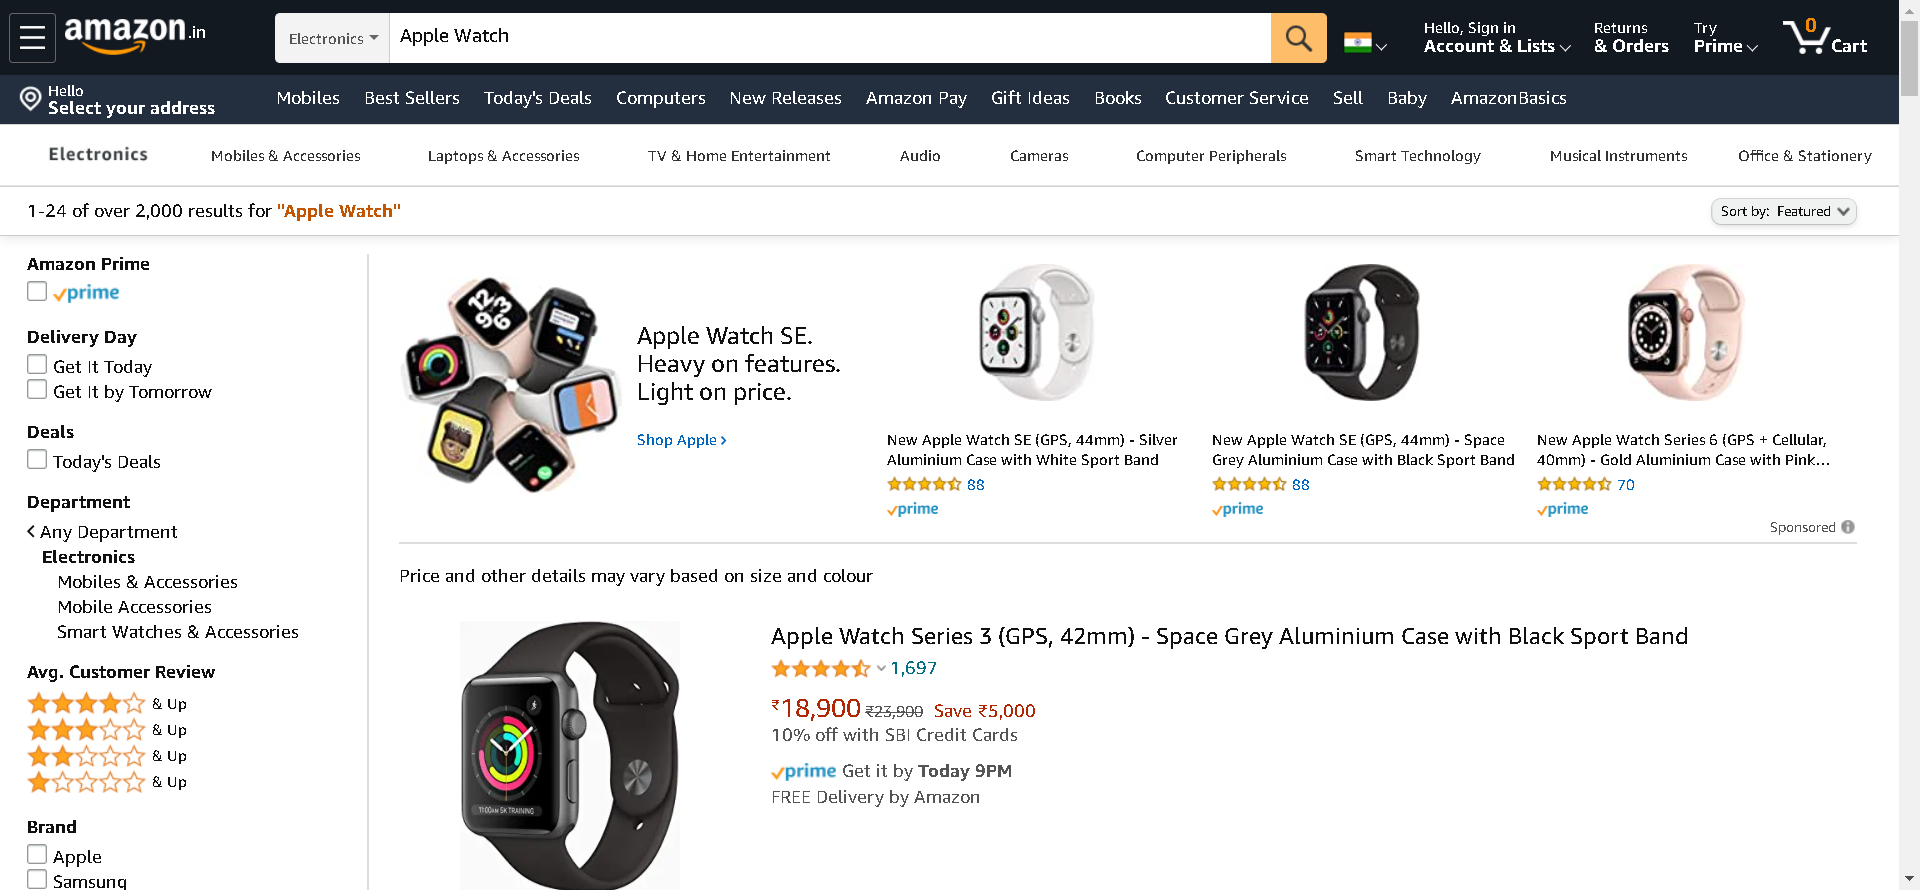 amazon.in
Electronics
Apple Watch
Hello, Sign in
Account & Lists
Returns
& Orders
Try
Prime
0
Cart
Hello
Select your address
Mobiles
Best Sellers
Today's Deals
Computers
New Releases
Amazon Pay
Gift Ideas
Books
Customer Service
Sell
Baby
AmazonBasics
Electronics
Mobiles & Accessories
Laptops & Accessories
TV & Home Entertainment
Audio
Cameras
Computer Peripherals
Smart Technology
Musical Instruments
Office & Stationery
1-24 of over 2,000 results for "Apple Watch"
Sort by: Featured
Amazon Prime
prime
Delivery Day
Get It Today
Get It by Tomorrow
Deals
Today's Deals
Department
Any Department
Electronics
Mobiles & Accessories
Mobile Accessories
Smart Watches & Accessories
Avg. Customer Review
& Up
& Up
& Up
& Up
Brand
Apple
Samsung
Apple Watch SE.
Heavy on features.
Light on price.
Shop Apple
New Apple Watch SE (GPS, 44mm) - Silver
Aluminium Case with White Sport Band
88
prime
New Apple Watch SE (GPS, 44mm) - Space
Grey Aluminium Case with Black Sport Band
88
prime
New Apple Watch Series 6 (GPS + Cellular,
40mm) - Gold Aluminium Case with Pink…
70
prime
Sponsored
Price and other details may vary based on size and colour
11:00AM 5K TRAINING
Apple Watch Series 3 (GPS, 42mm) - Space Grey Aluminium Case with Black Sport Band
1,697
₹18,900 ₹23,900 Save ₹5,000
10% off with SBI Credit Cards
prime Get it by Today 9PM
FREE Delivery by Amazon